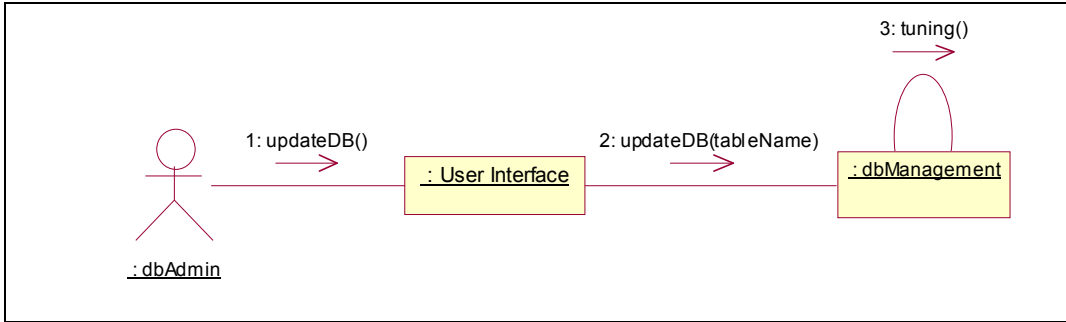 3: tuning()
1: updateDB()
2: updateDB(tableName)
: User Interface
: dbManagement
: dbAdmin